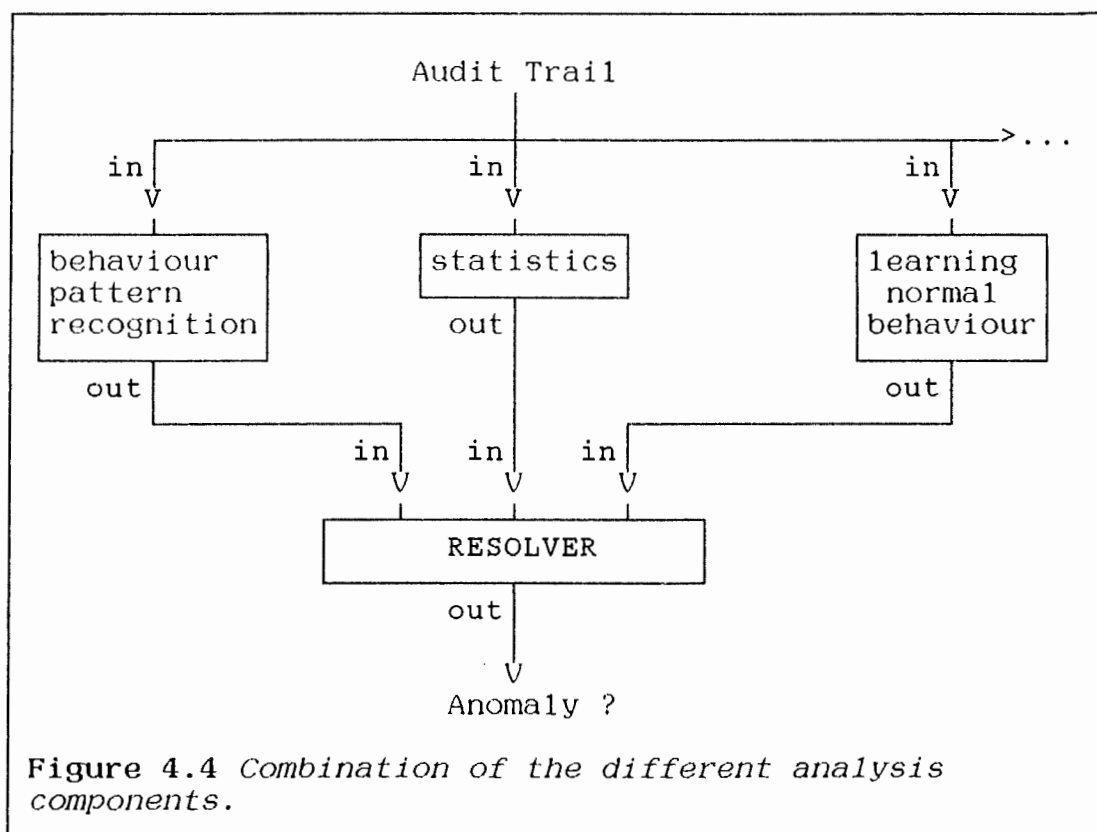 Audit Trail
>...
in in in
behaviour
pattern
recognition
statistics
learning
normal
behaviour
out out out
in in in
RESOLVER
out
Anomaly ?
Figure 4.4 Combination of the different analysis
components.